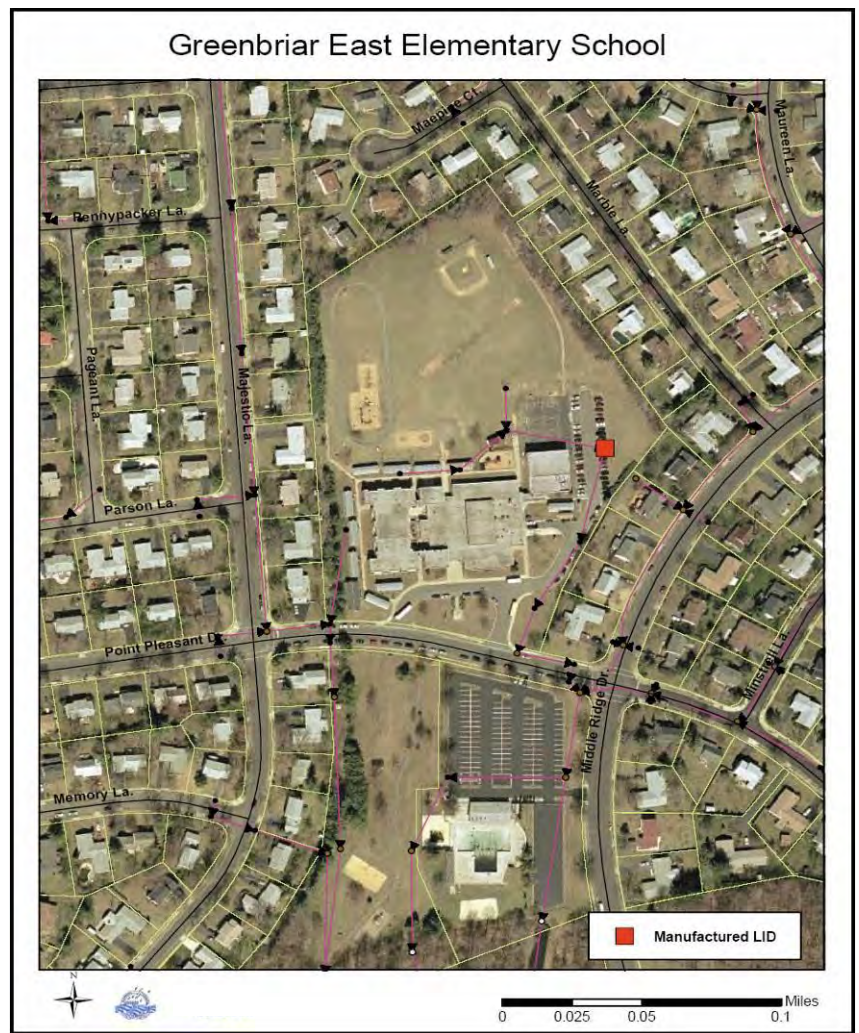 Greenbriar East Elementary School
Maepine Ct.
Maureen La.
Marble La.
Pennypacker La.
Pageant La.
Majestic La.
Parson La.
Point Pleasant D
Middle Ridge Dr.
Minstrell La.
Memory La.
Manufactured LID
N
Miles
0 0.025 0.05 0.1